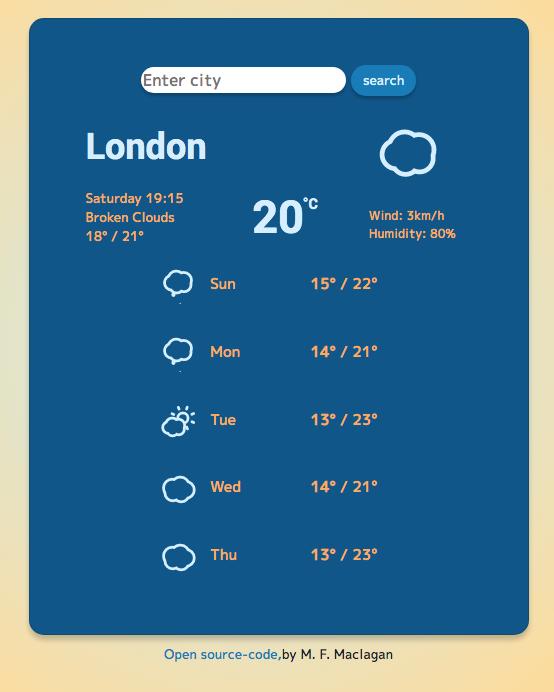 Enter city search
London
Saturday 19:15
Broken Clouds
18° / 21°
20°C
Wind: 3km/h
Humidity: 80%
Sun 15° / 22°
Mon 14° / 21°
Tue 13° / 23°
Wed 14° / 21°
Thu 13° / 23°
Open source-code,by M. F. Maclagan